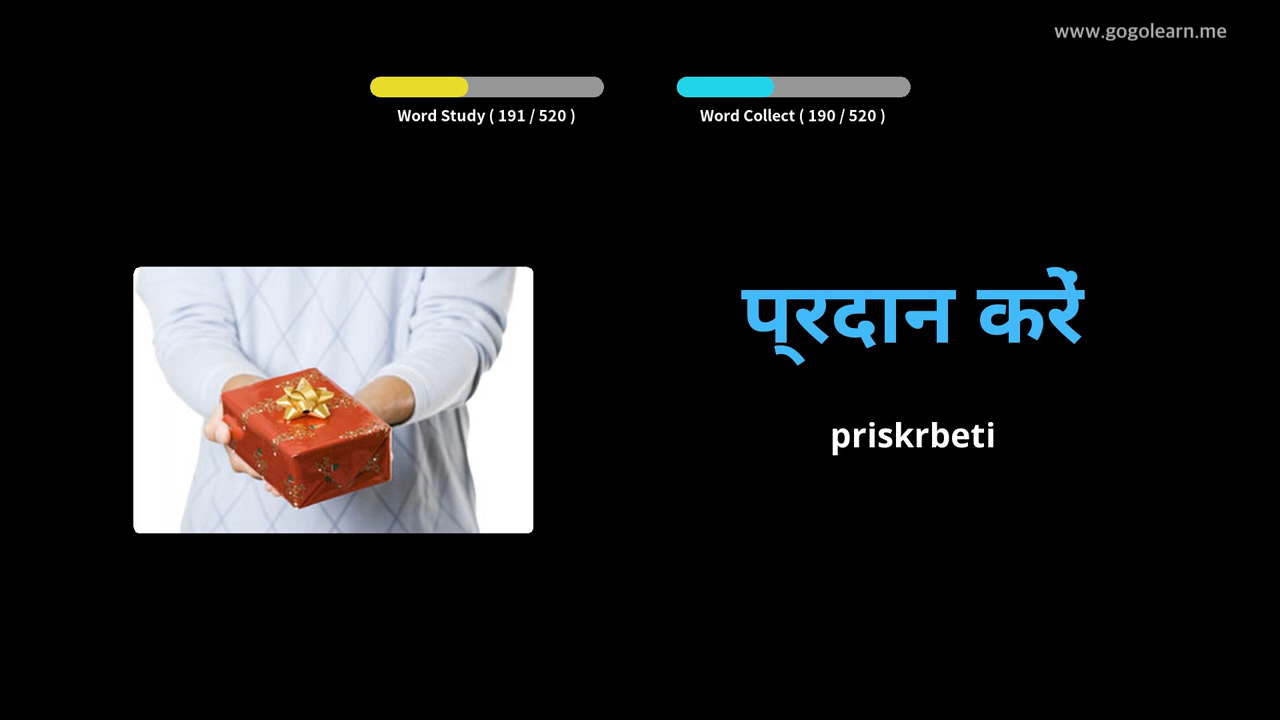 www.gogolearn.me
Word Study ( 191 / 520 )
Word Collect ( 190 / 520 )
प्रदान करें
priskrbeti